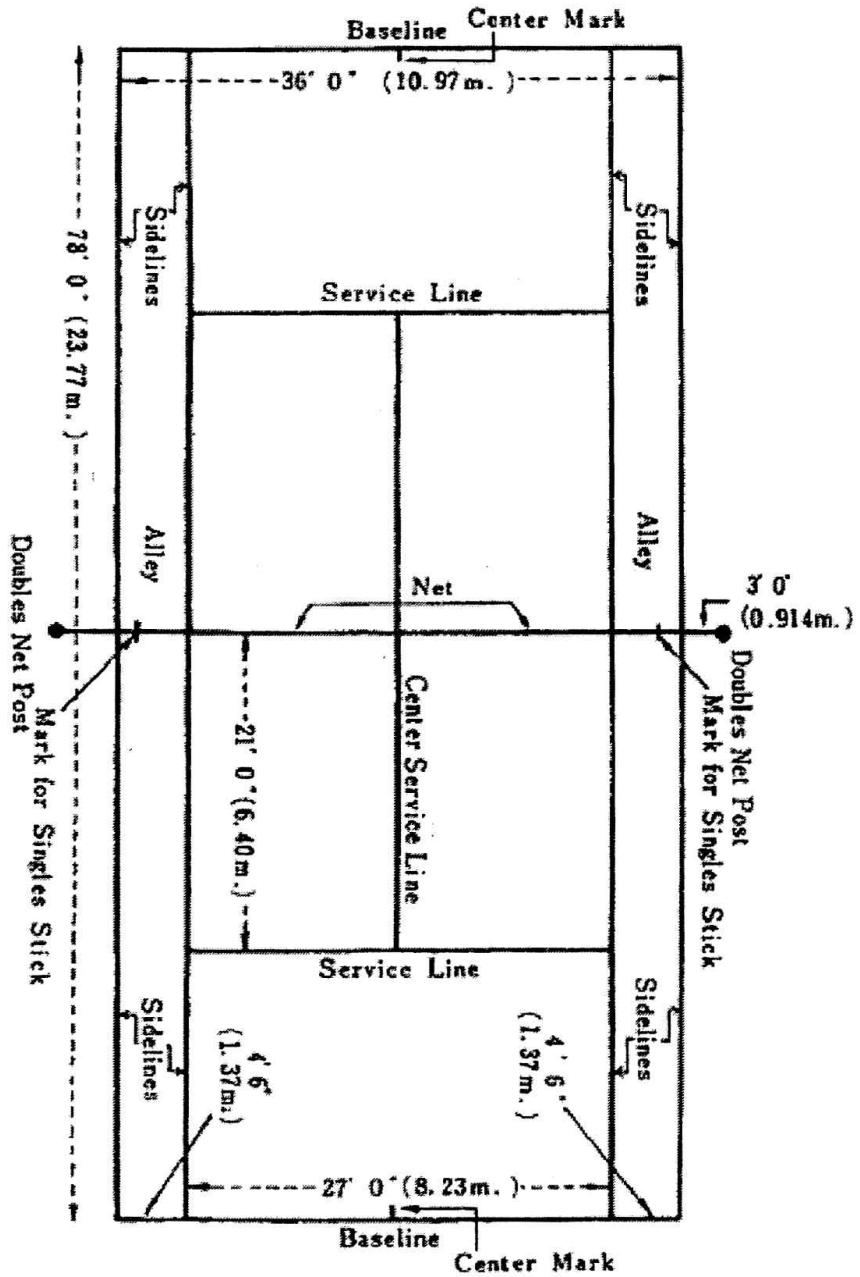 Baseline
Center Mark
36' 0" (10.97m.)
Sidelines
Sidelines
78' 0" (23.77m.)
Service Line
Alley
Alley
Net
3' 0"
(0.914m.)
Doubles Net Post
Doubles Net Post
Mark for Singles Stick
Mark for Singles Stick
21' 0" (6.40m.)
Center Service Line
Service Line
Sidelines
Sidelines
4' 6"
(1.37m.)
4' 6"
(1.37m.)
27' 0" (8.23m.)
Baseline
Center Mark